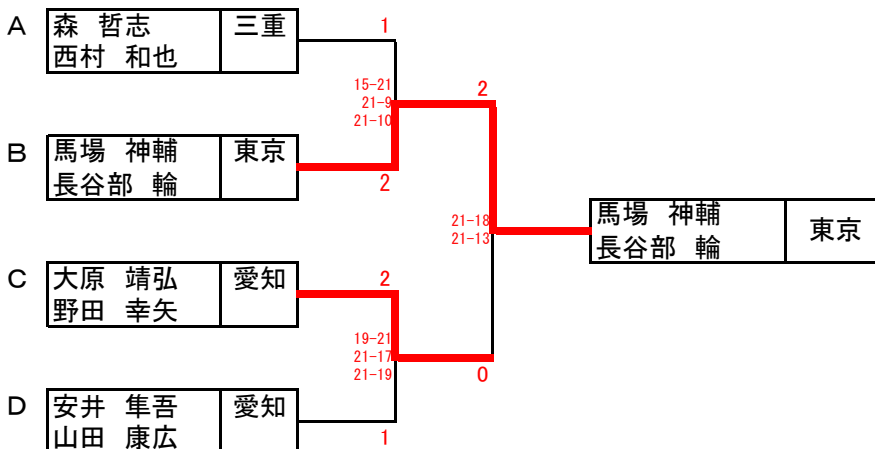 A
森 哲志
西村 和也
三重
1
15-21
21-9
21-10
2
B
馬場 神輔
長谷部 輪
東京
2
21-18
21-13
馬場 神輔
長谷部 輪
東京
C
大原 靖弘
野田 幸矢
愛知
2
19-21
21-17
21-19
0
D
安井 隼吾
山田 康広
愛知
1